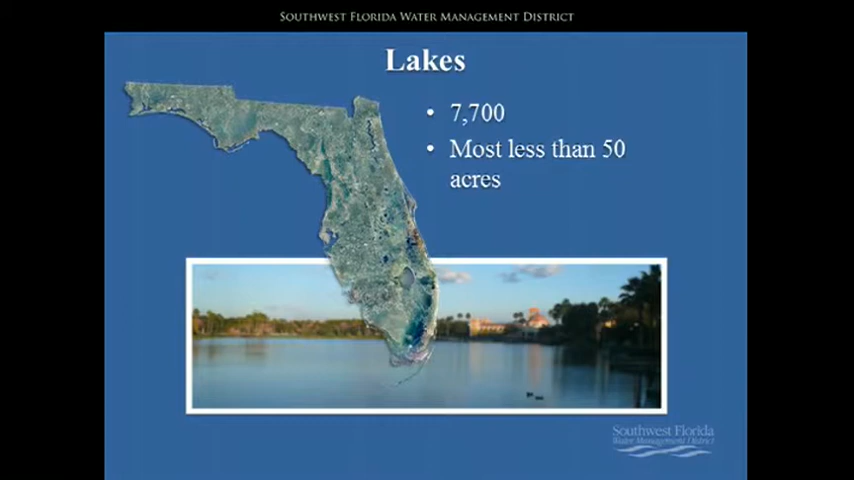 SOUTHWEST FLORIDA WATER MANAGEMENT DISTRICT
Lakes
• 7,700
• Most less than 50
acres
Southwest Florida
Water Management District